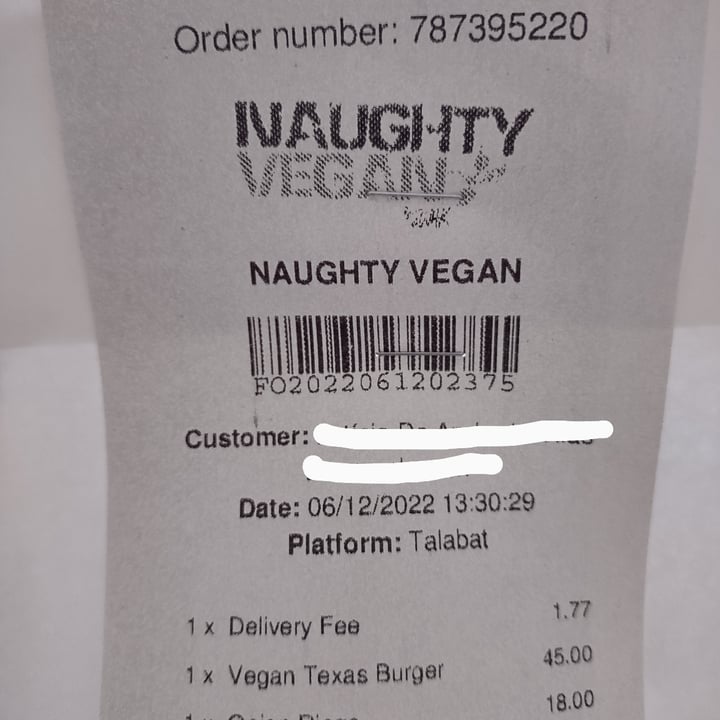 Order number: 787395220
NAUGHTY
VEGAN
NAUGHTY VEGAN
FO2022061202375
Customer:
Date: 06/12/2022 13:30:29
Platform: Talabat
1 x Delivery Fee 1.77
1 x Vegan Texas Burger 45.00
18.00